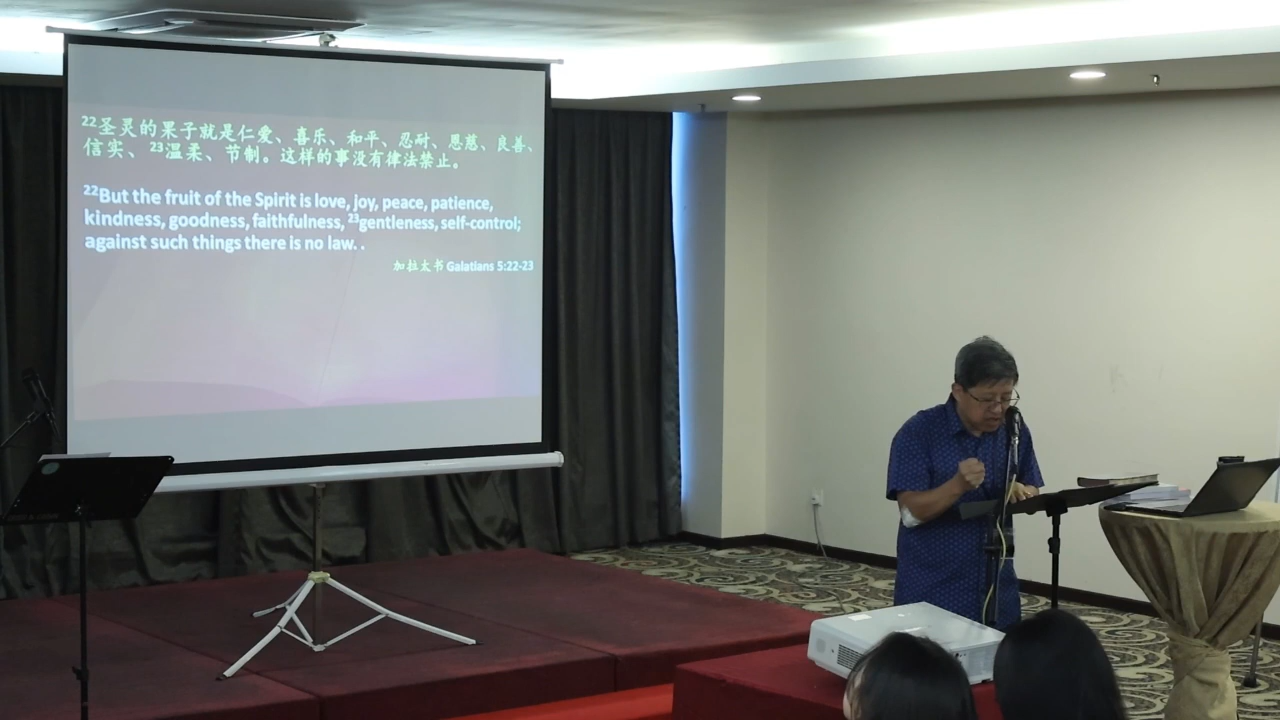 22圣灵的果子就是仁爱、喜乐、和平、忍耐、恩慈、良善、
信实、 23温柔、节制。这样的事没有律法禁止。
22But the fruit of the Spirit is love, joy, peace, patience,
kindness, goodness, faithfulness, 23gentleness, self-control;
against such things there is no law. .
加拉太书 Galatians 5:22-23